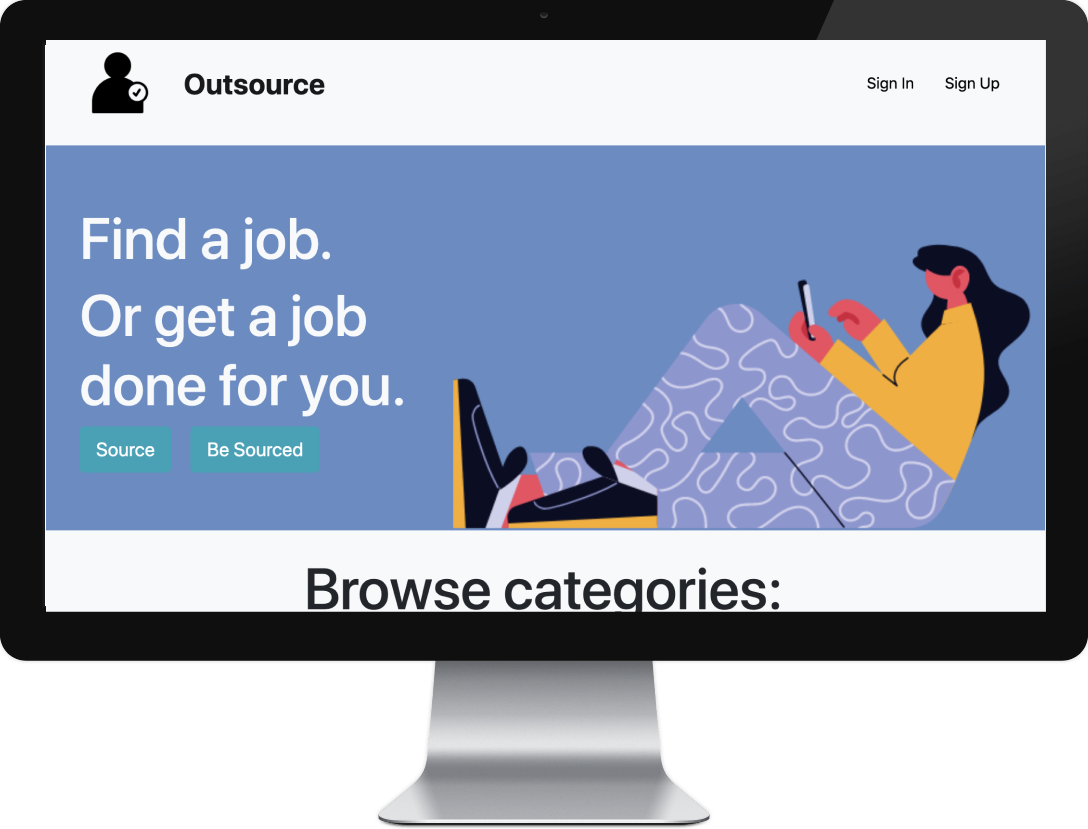 Outsource
Sign In
Sign Up
Find a job.
Or get a job
done for you.
Source
Be Sourced
Browse categories: